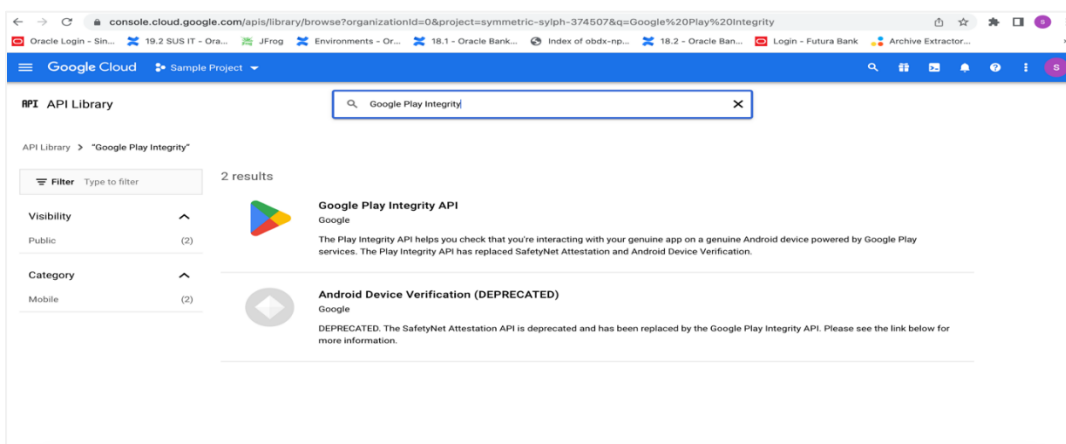 console.cloud.google.com/apis/library/browse?organizationId=0&project=symmetric-sylph-374507&q=Google%20Play%20Integrity
S
Oracle Login - Sin... 19.2 SUS IT - Ora... JFrog Environments - Or... 18.1 - Oracle Bank... Index of obdx-np... 18.2 - Oracle Ban... Login - Futura Bank Archive Extractor...
Google Cloud Sample Project S
API API Library Google Play Integrity
API Library > "Google Play Integrity"
Filter Type to filter
2 results
Visibility
Public (2)
Category
Mobile (2)
Google Play Integrity API
Google
The Play Integrity API helps you check that you're interacting with your genuine app on a genuine Android device powered by Google Play
services. The Play Integrity API has replaced SafetyNet Attestation and Android Device Verification.
Android Device Verification (DEPRECATED)
Google
DEPRECATED. The SafetyNet Attestation API is deprecated and has been replaced by the Google Play Integrity API. Please see the link below for
more information.